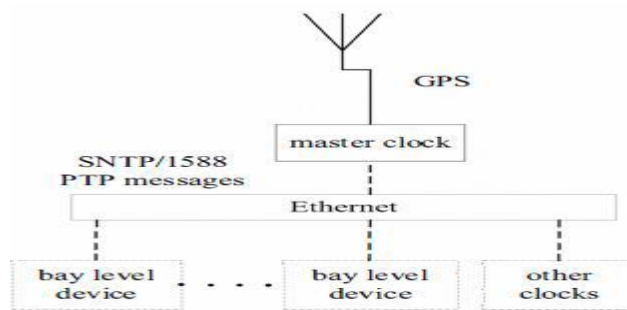 GPS
master clock
SNTP/1588
PTP messages
Ethernet
bay level
device
bay level
device
other
clocks